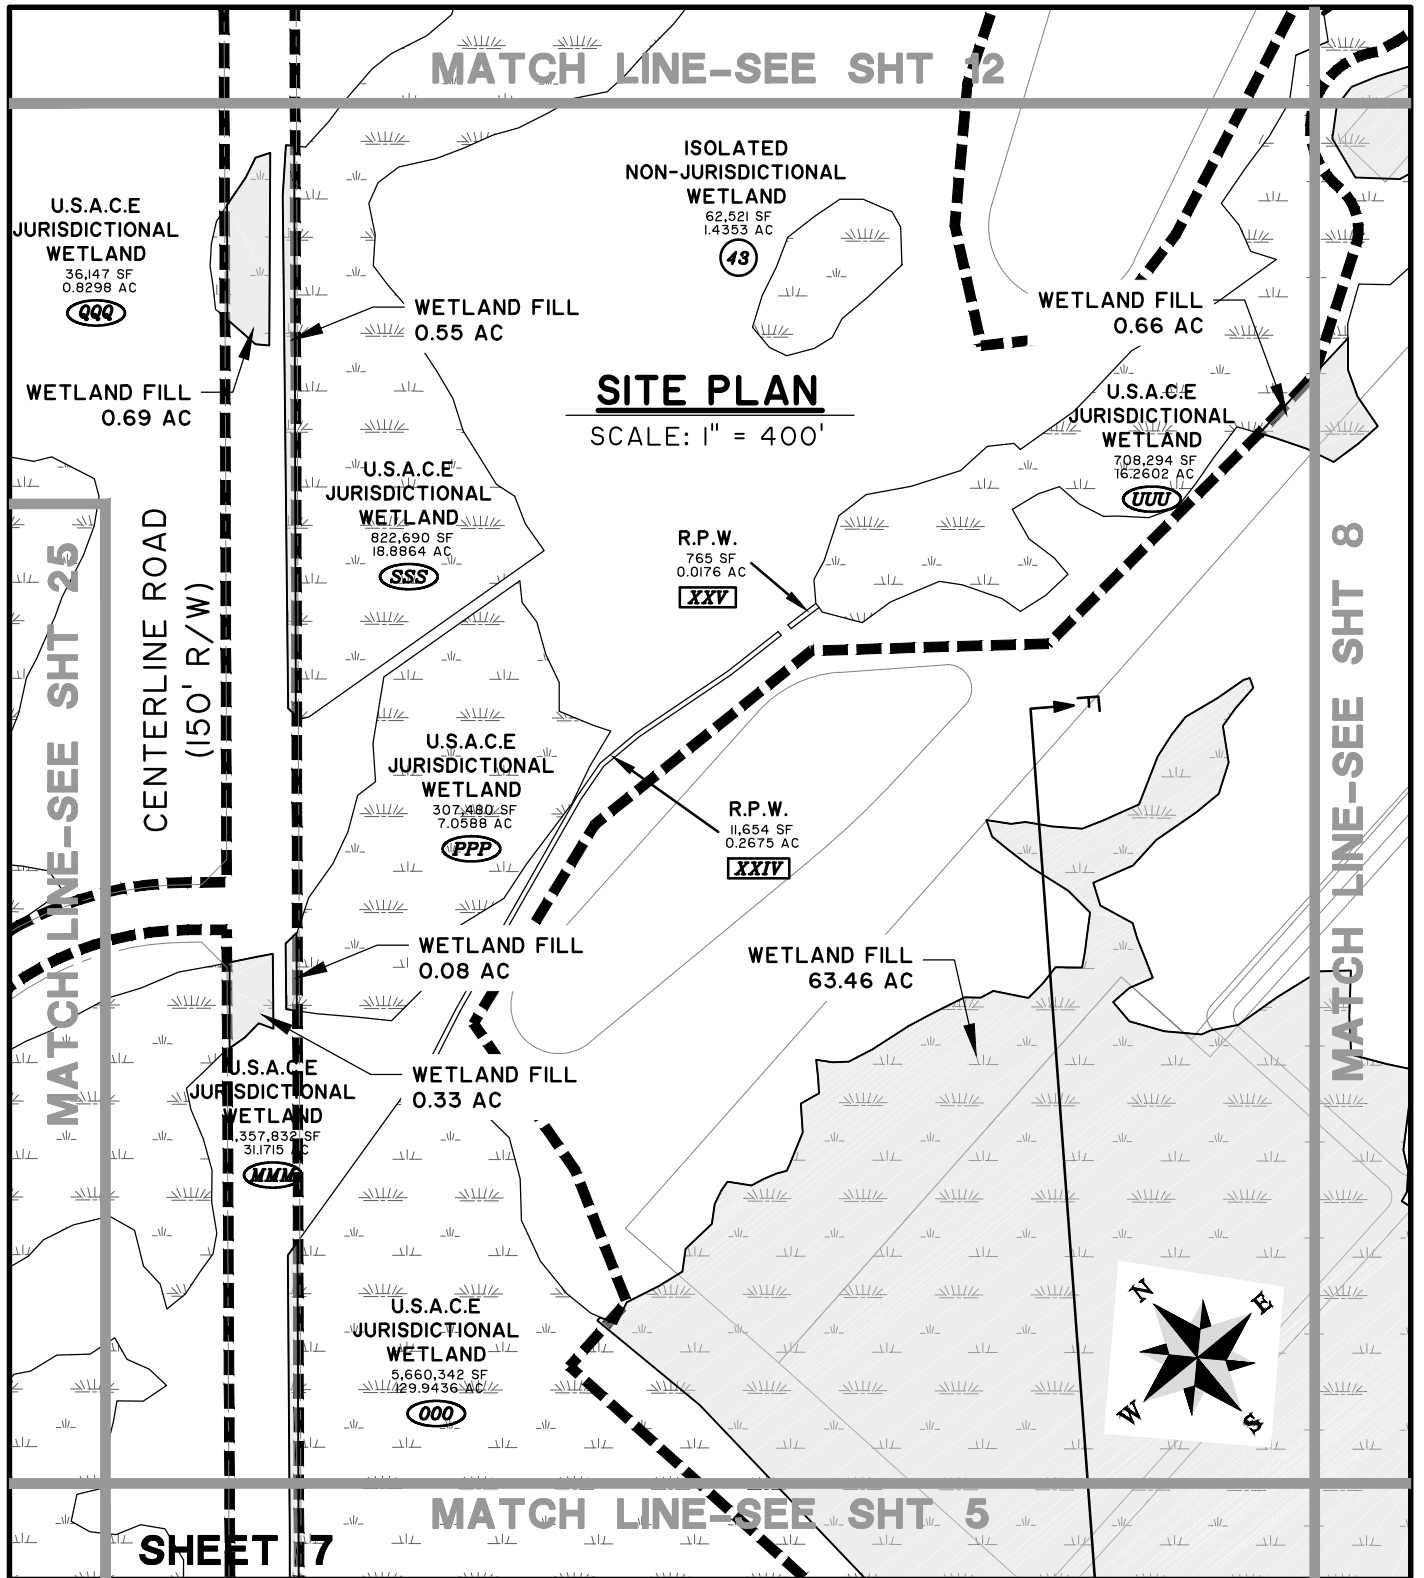 MATCH LINE-SEE SHT 12
ISOLATED
NON-JURISDICTIONAL
WETLAND
62,521 SF
1.4353 AC
43
U.S.A.C.E
JURISDICTIONAL
WETLAND
36,147 SF
0.8298 AC
QQQ
WETLAND FILL
0.55 AC
WETLAND FILL
0.66 AC
WETLAND FILL
0.69 AC
SITE PLAN
SCALE: 1" = 400'
U.S.A.C.E
JURISDICTIONAL
WETLAND
708,294 SF
16.2602 AC
UUU
U.S.A.C.E
JURISDICTIONAL
WETLAND
822,690 SF
18.8864 AC
SSS
MATCH LINE-SEE SHT 25
CENTERLINE ROAD
(150' R/W)
R.P.W.
765 SF
0.0176 AC
XXV
MATCH LINE-SEE SHT 8
F
U.S.A.C.E
JURISDICTIONAL
WETLAND
307,480 SF
7.0588 AC
PPP
R.P.W.
11,654 SF
0.2675 AC
XXIV
WETLAND FILL
0.08 AC
WETLAND FILL
63.46 AC
WETLAND FILL
0.33 AC
U.S.A.C.E
JURISDICTIONAL
WETLAND
1,357,832 SF
31.1715 AC
MMM
U.S.A.C.E
JURISDICTIONAL
WETLAND
5,660,342 SF
129.9436 AC
OOO
N
E
W
S
MATCH LINE-SEE SHT 5
SHEET 7